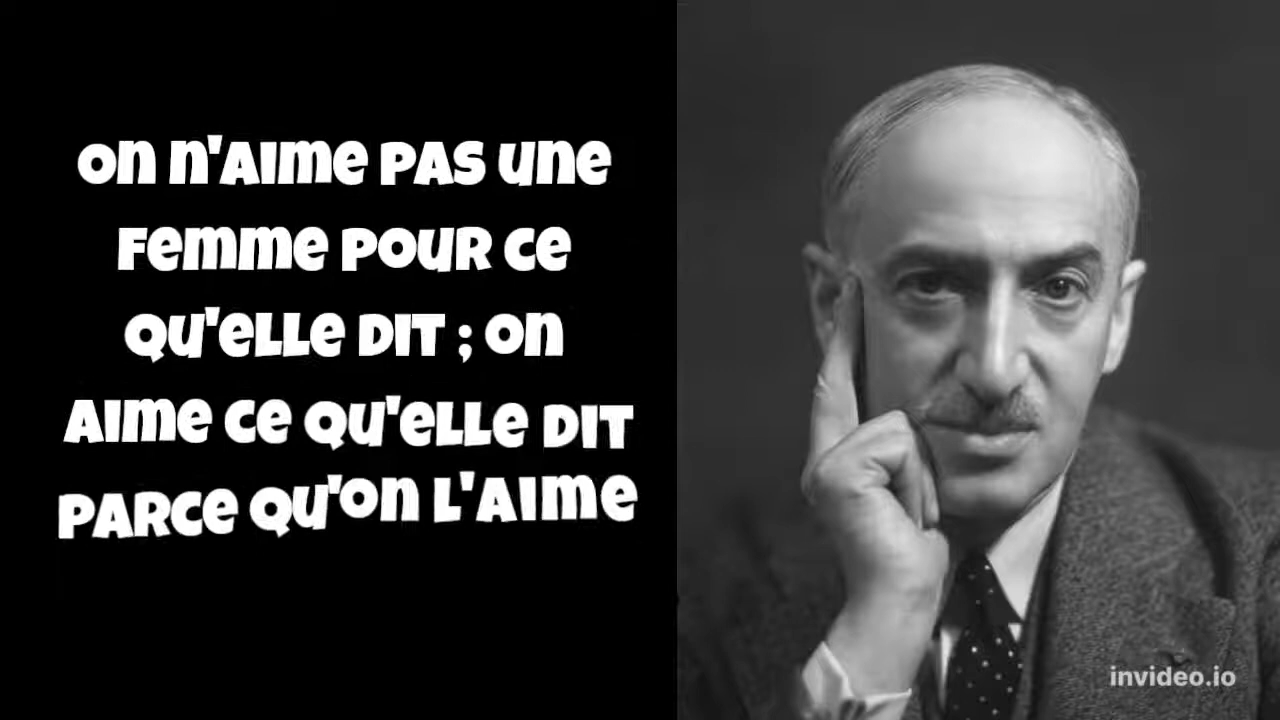 on n'aime pas une
femme pour ce
qu'elle dit ; on
aime ce qu'elle dit
parce qu'on l'aime
invideo.io